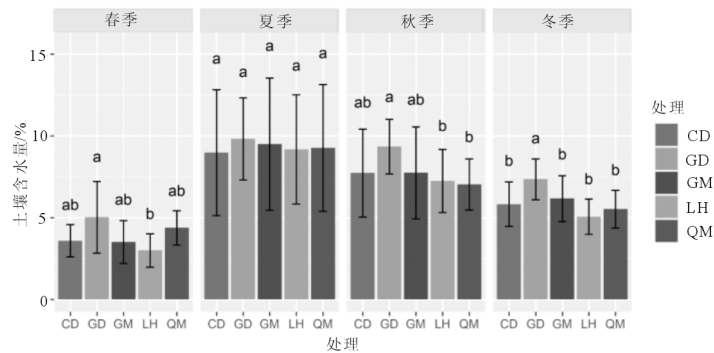 春季 夏季 秋季 冬季
土壤含水量/%
15
10
5
0
ab a ab b ab
a a a a a
ab a ab b b
b a b b b
CD GD GM LH QM CD GD GM LH QM CD GD GM LH QM CD GD GM LH QM
处理
处理
CD
GD
GM
LH
QM